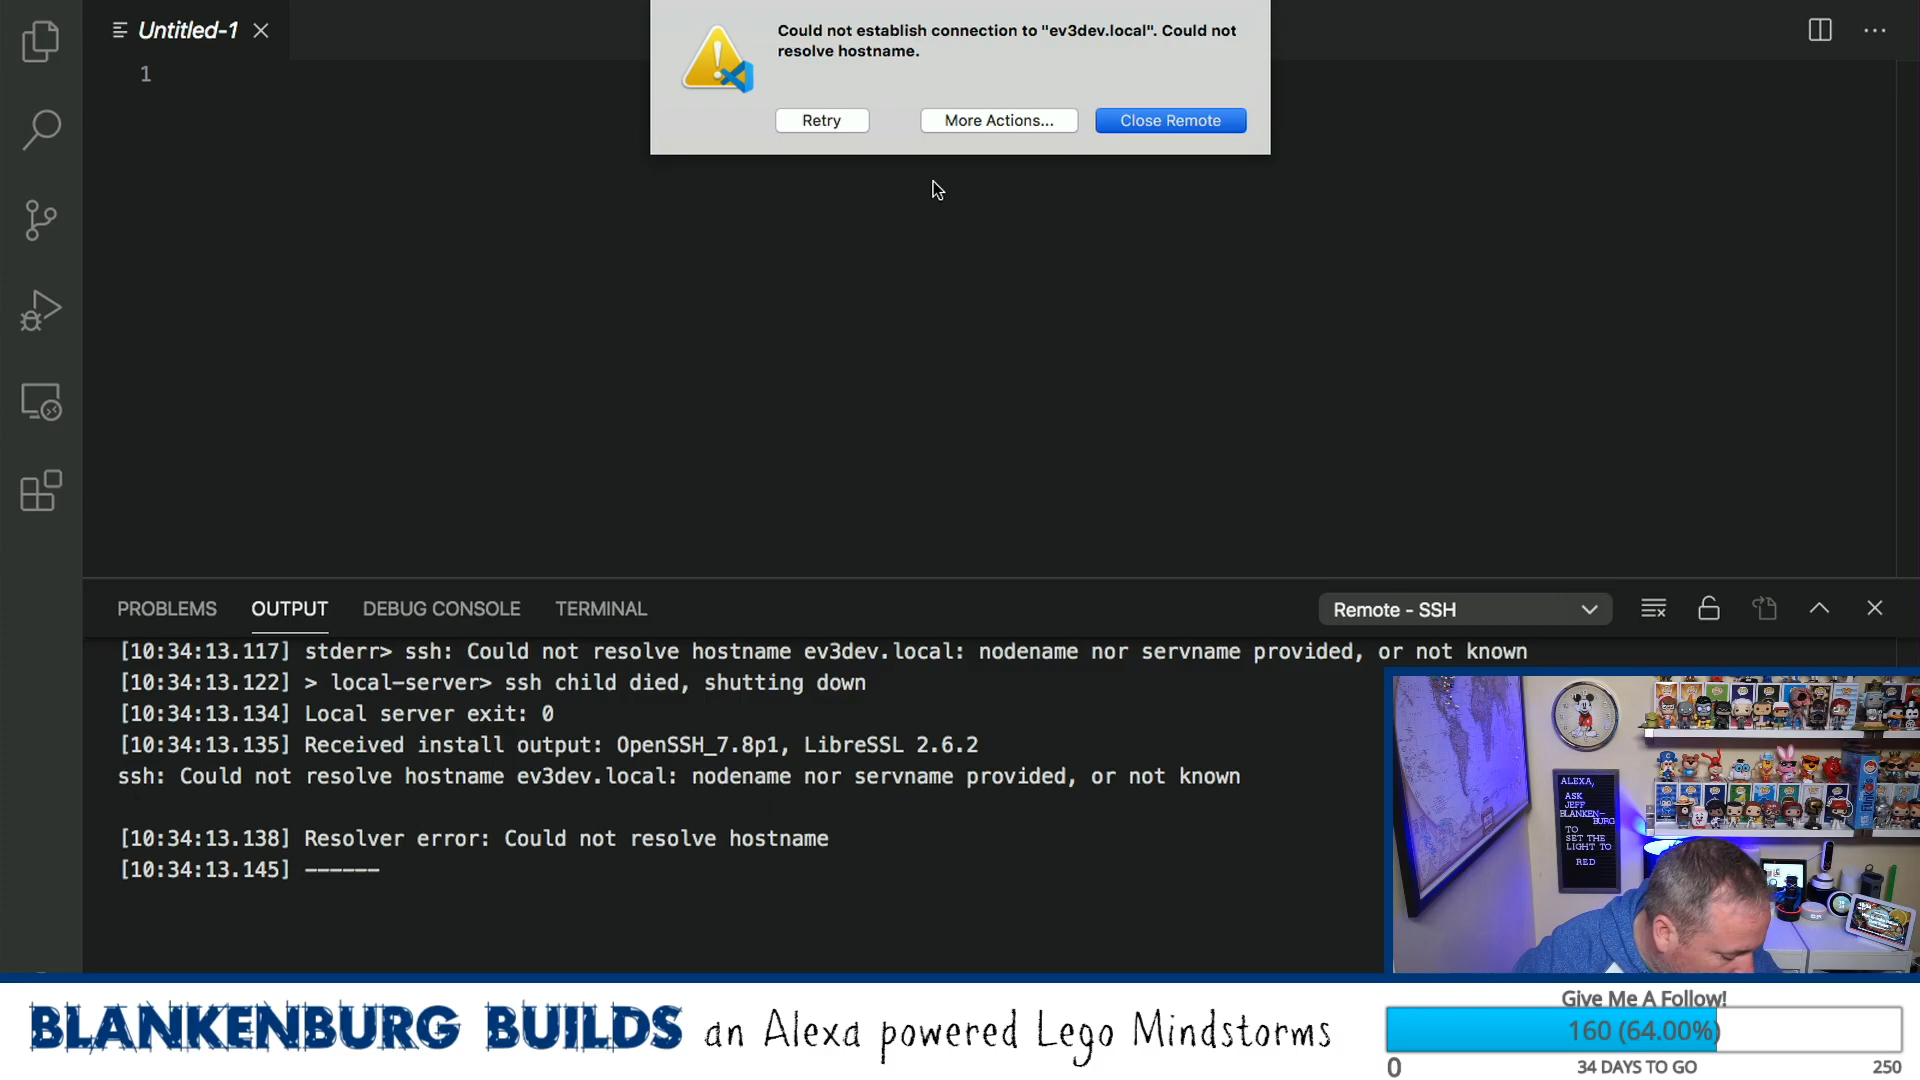 Untitled-1
1
Could not establish connection to "ev3dev.local". Could not
resolve hostname.
Retry
More Actions...
Close Remote
PROBLEMS
OUTPUT
DEBUG CONSOLE
TERMINAL
Remote - SSH
[10:34:13.117] stderr> ssh: Could not resolve hostname ev3dev.local: nodename nor servname provided, or not known
[10:34:13.122] > local-server> ssh child died, shutting down
[10:34:13.134] Local server exit: 0
[10:34:13.135] Received install output: OpenSSH_7.8p1, LibreSSL 2.6.2
ssh: Could not resolve hostname ev3dev.local: nodename nor servname provided, or not known
[10:34:13.138] Resolver error: Could not resolve hostname
[10:34:13.145] ------
ALEXA,
ASK
JEFF
BLANKEN-
BURG
TO
SET THE
LIGHT TO
RED
BLANKENBURG BUILDS an Alexa powered Lego Mindstorms
Give Me A Follow!
160 (64.00%)
0
34 DAYS TO GO
250